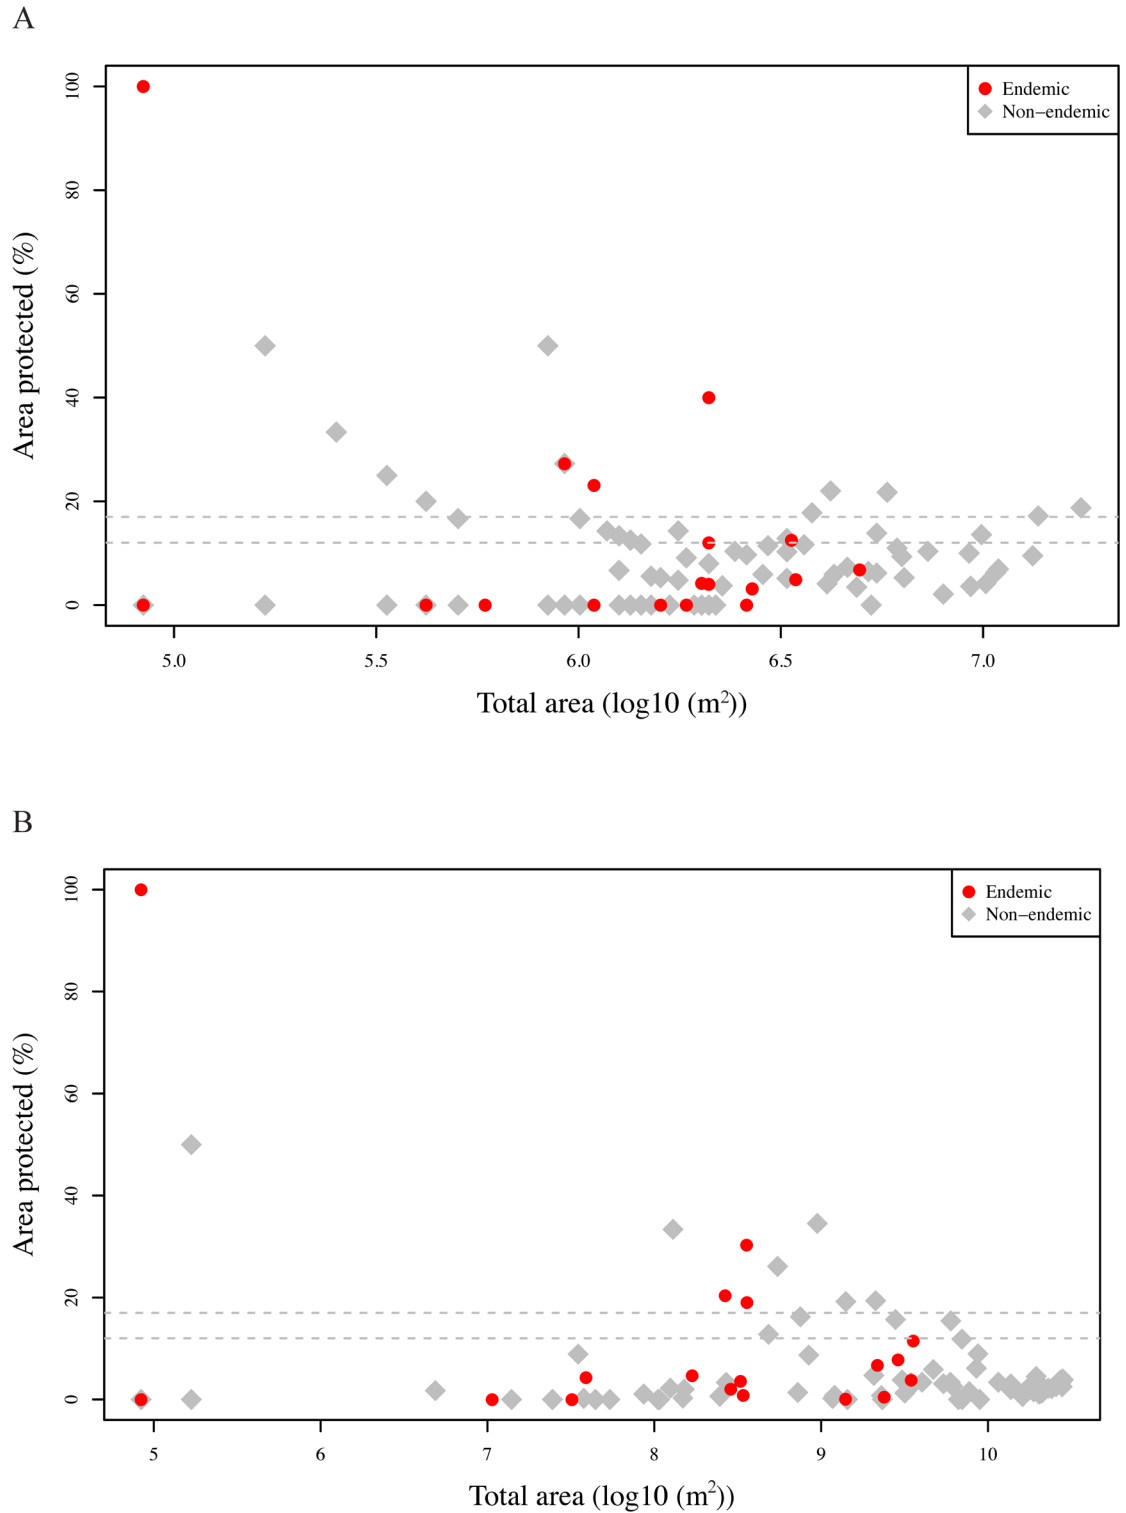 A
100
80
60
40
20
0
Area protected (%)
Endemic
Non−endemic
5.0 5.5 6.0 6.5 7.0
Total area (log10 (m²))
B
100
80
60
40
20
0
Area protected (%)
Endemic
Non−endemic
5 6 7 8 9 10
Total area (log10 (m²))